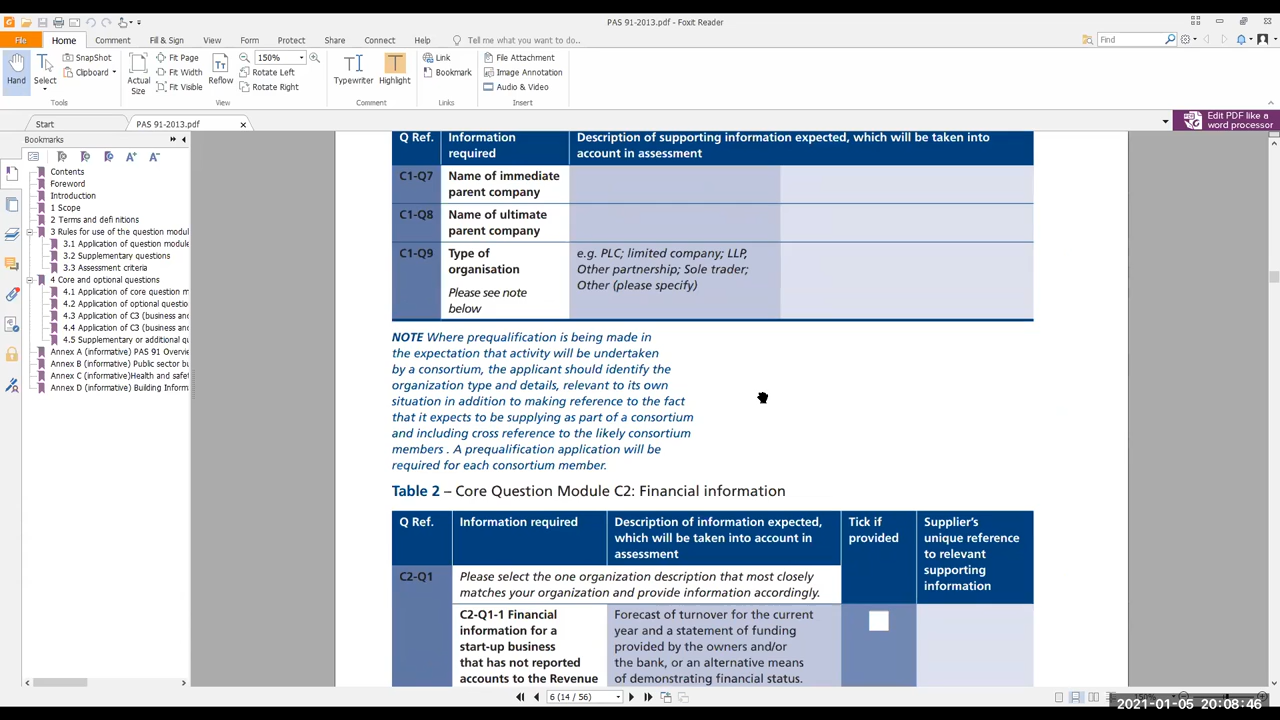 PAS 91-2013.pdf - Foxit Reader
File
Home
Comment
Fill & Sign
View
Form
Protect
Share
Connect
Help
Tell me what you want to do..
Find
Hand
Select
SnapShot
Clipboard
Tools
Actual
Size
Fit Page
Fit Width
Fit Visible
Reflow
150%
Rotate Left
Rotate Right
View
Typewriter
Highlight
Comment
Link
Bookmark
Links
File Attachment
Image Annotation
Audio & Video
Insert
Start
PAS 91-2013.pdf
Edit PDF like a
word processor
Bookmarks
Contents
Foreword
Introduction
1 Scope
2 Terms and defi nitions
3 Rules for use of the question module
3.1 Application of question module
3.2 Supplementary questions
3.3 Assessment criteria
4 Core and optional questions
4.1 Application of core question m
4.2 Application of optional questio
4.3 Application of C3 (business and
4.4 Application of C3 (business and
4.5 Supplementary or additional qu
Annex A (informative) PAS 91 Overvie
Annex B (informative) Public sector bu
Annex C (informative)Health and safe
Annex D (informative) Building Inform
Q Ref.
Information
required
Description of supporting information expected, which will be taken into
account in assessment
C1-Q7
Name of immediate
parent company
C1-Q8
Name of ultimate
parent company
C1-Q9
Type of
organisation
Please see note
below
e.g. PLC; limited company; LLP,
Other partnership; Sole trader;
Other (please specify)
NOTE Where prequalification is being made in
the expectation that activity will be undertaken
by a consortium, the applicant should identify the
organization type and details, relevant to its own
situation in addition to making reference to the fact
that it expects to be supplying as part of a consortium
and including cross reference to the likely consortium
members . A prequalification application will be
required for each consortium member.
Table 2 – Core Question Module C2: Financial information
Q Ref.
Information required
Description of information expected,
which will be taken into account in
assessment
Tick if
provided
Supplier’s
unique reference
to relevant
supporting
information
C2-Q1
Please select the one organization description that most closely
matches your organization and provide information accordingly.
C2-Q1-1 Financial
information for a
start-up business
that has not reported
accounts to the Revenue
Forecast of turnover for the current
year and a statement of funding
provided by the owners and/or
the bank, or an alternative means
of demonstrating financial status.
6 (14 / 56)
2021-01-05 20:08:46